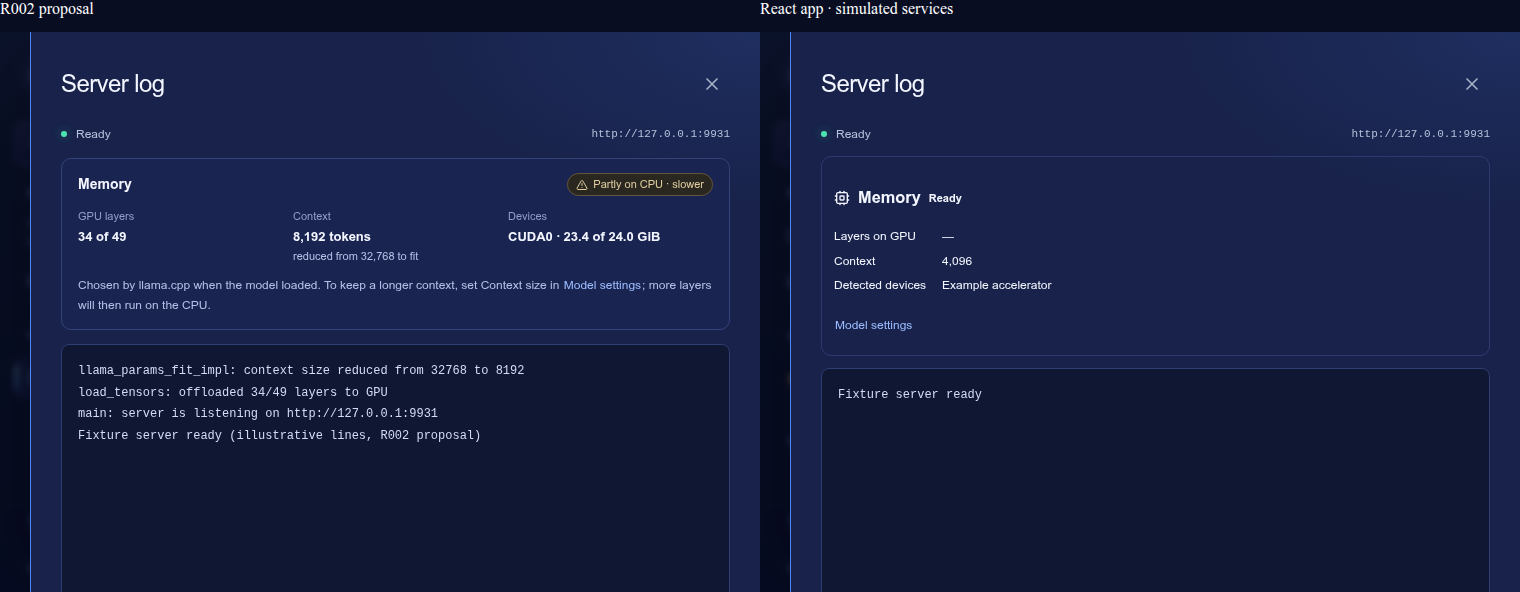 R002 proposal
Server log
Ready
http://127.0.0.1:9931
Memory
Partly on CPU · slower
GPU layers
34 of 49
Context
8,192 tokens
reduced from 32,768 to fit
Devices
CUDA0 · 23.4 of 24.0 GIB
Chosen by llama.cpp when the model loaded. To keep a longer context, set Context size in Model settings; more layers
will then run on the CPU.
llama_params_fit_impl: context size reduced from 32768 to 8192
load_tensors: offloaded 34/49 layers to GPU
main: server is listening on http://127.0.0.1:9931
Fixture server ready (illustrative lines, R002 proposal)
React app · simulated services
Server log
Ready
http://127.0.0.1:9931
Memory Ready
Layers on GPU —
Context 4,096
Detected devices Example accelerator
Model settings
Fixture server ready